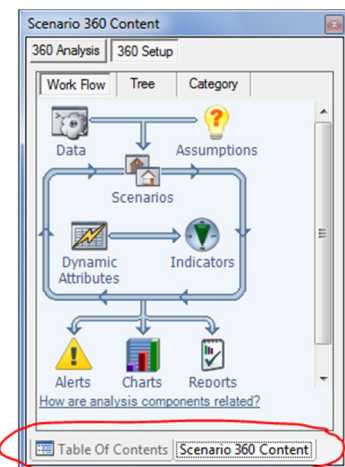 Scenario 360 Content
360 Analysis 360 Setup
Work Flow Tree Category
Data Assumptions
Scenarios
Dynamic
Attributes Indicators
Alerts Charts Reports
How are analysis components related?
Table Of Contents Scenario 360 Content